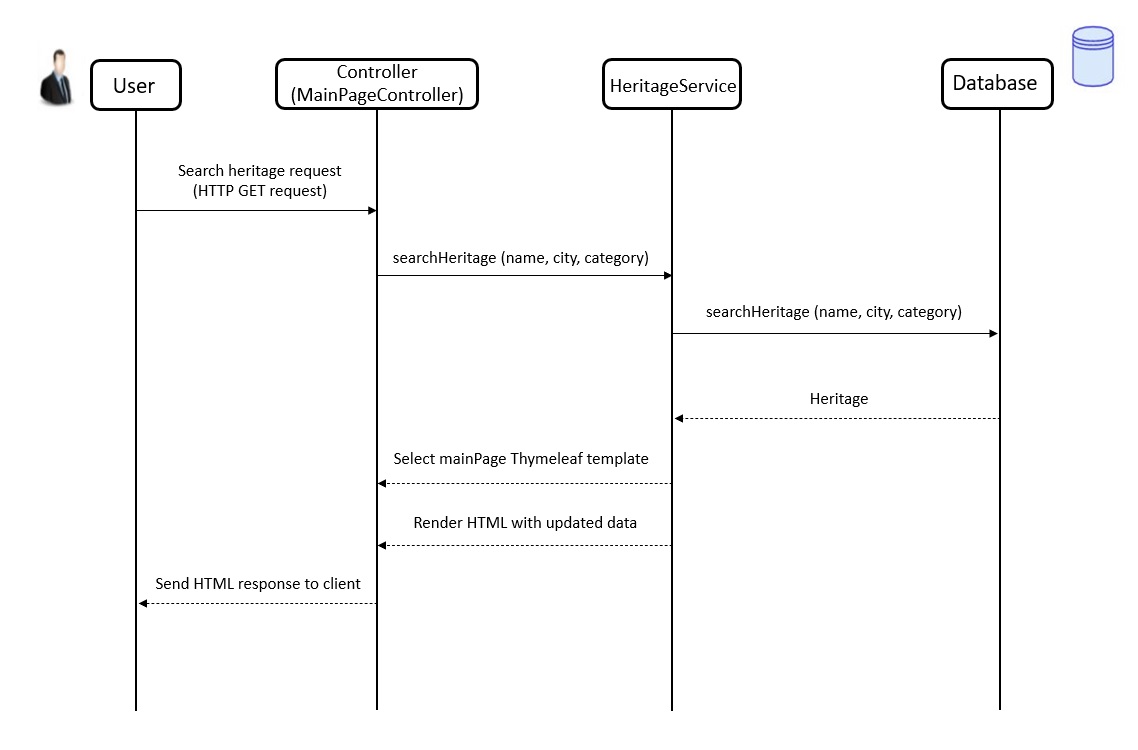 User
Controller
(MainPageController)
HeritageService
Database
Search heritage request
(HTTP GET request)
searchHeritage (name, city, category)
searchHeritage (name, city, category)
Heritage
Select mainPage Thymeleaf template
Render HTML with updated data
Send HTML response to client